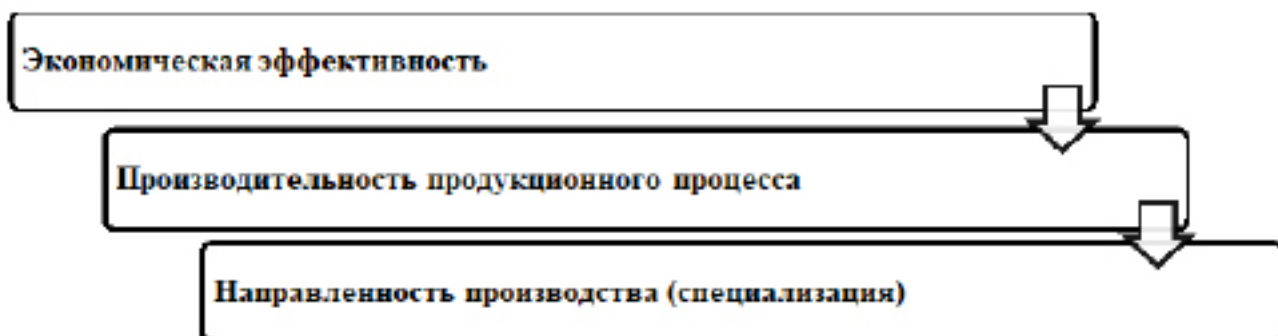 Экономическая эффективность
Производительность продукционного процесса
Направленность производства (специализация)